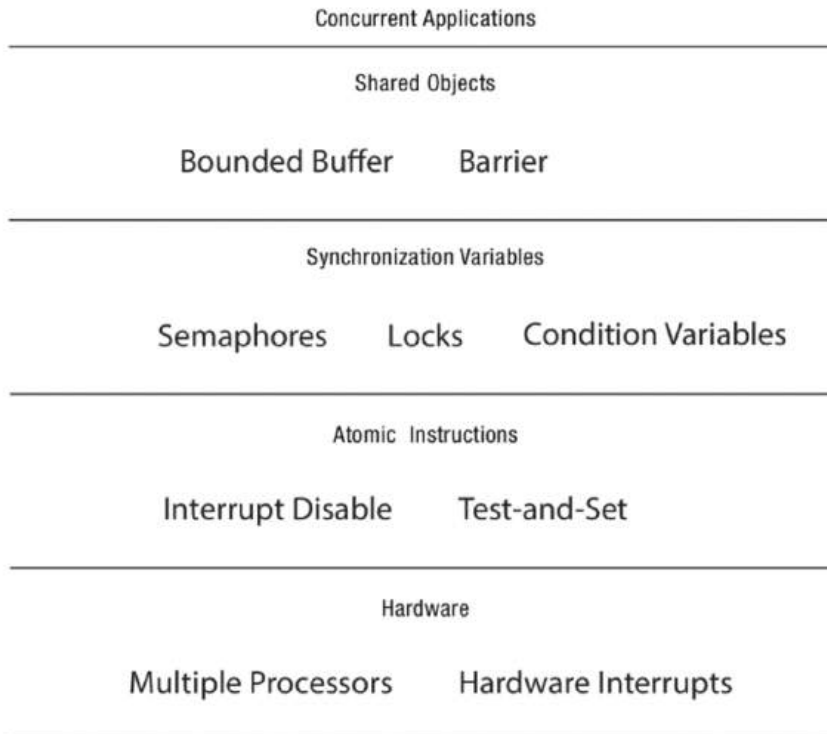 Concurrent Applications
Shared Objects
Bounded Buffer Barrier
Synchronization Variables
Semaphores Locks Condition Variables
Atomic Instructions
Interrupt Disable Test-and-Set
Hardware
Multiple Processors Hardware Interrupts